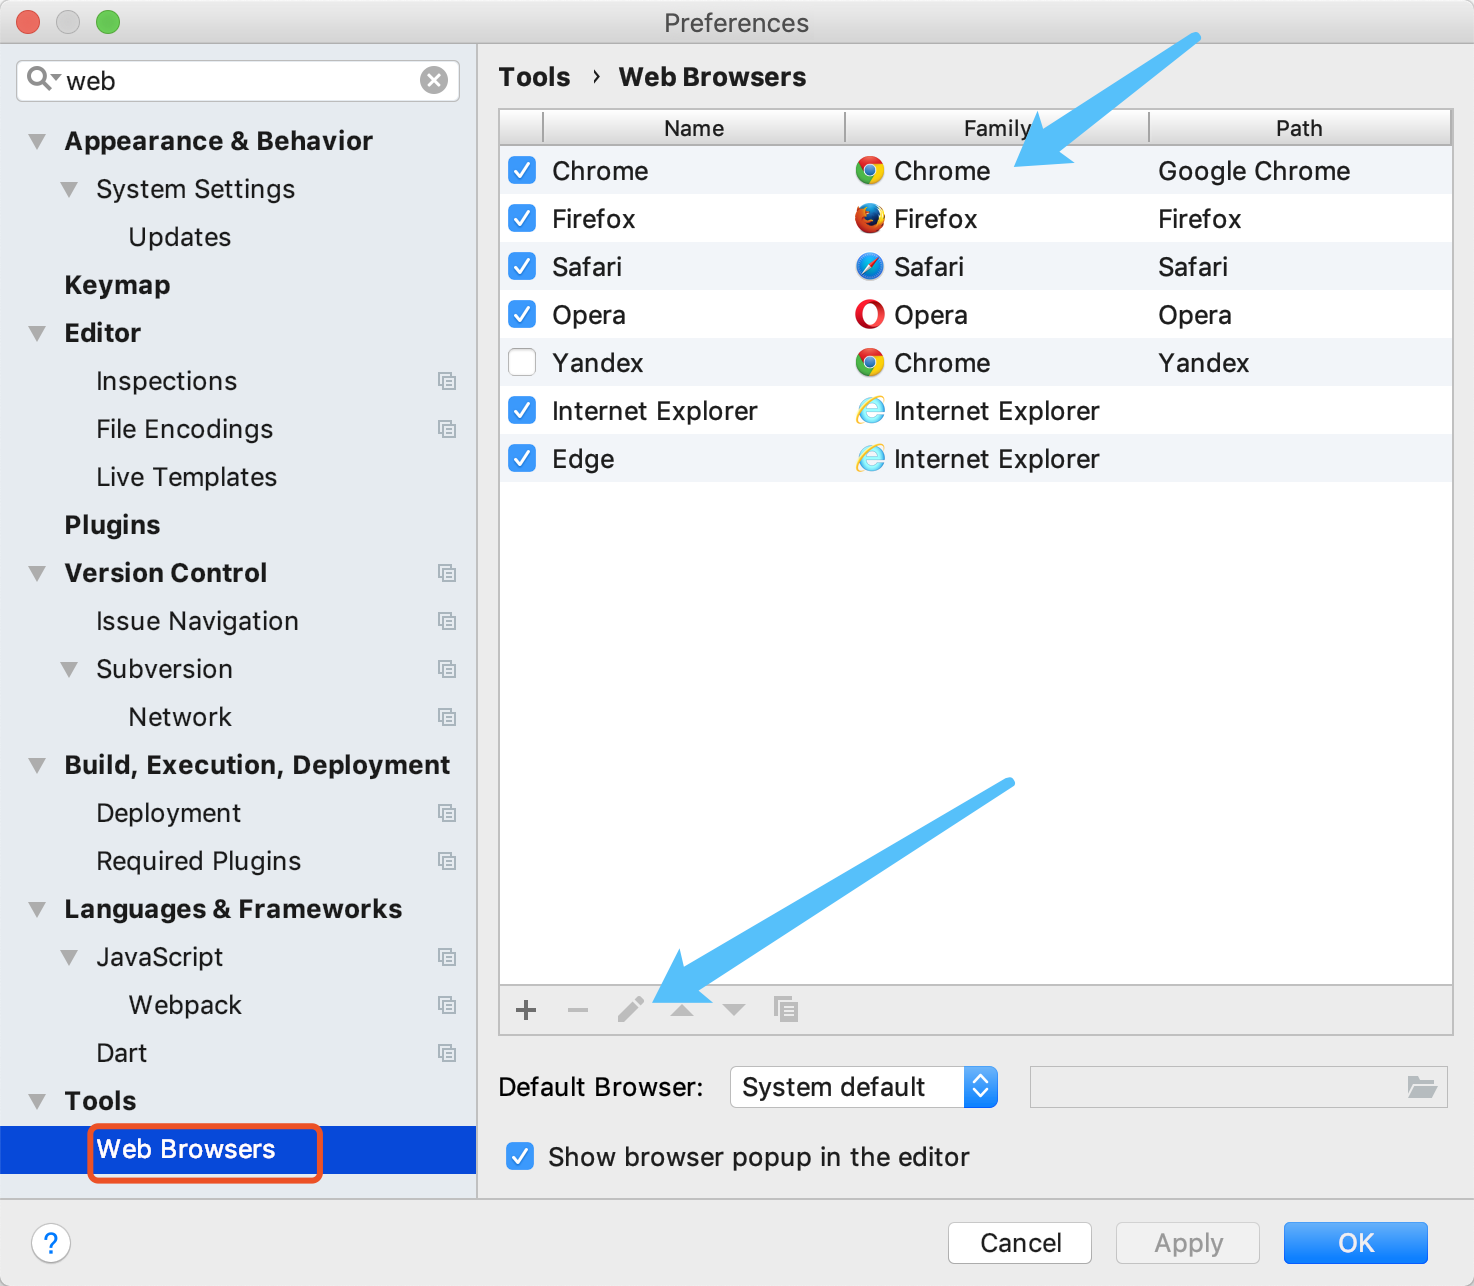 Preferences
web
Appearance & Behavior
System Settings
Updates
Keymap
Editor
Inspections
File Encodings
Live Templates
Plugins
Version Control
Issue Navigation
Subversion
Network
Build, Execution, Deployment
Deployment
Required Plugins
Languages & Frameworks
JavaScript
Webpack
Dart
Tools
Web Browsers
Tools › Web Browsers
Name Family Path
Chrome Chrome Google Chrome
Firefox Firefox Firefox
Safari Safari Safari
Opera Opera Opera
Yandex Chrome Yandex
Internet Explorer Internet Explorer
Edge Internet Explorer
Default Browser: System default
Show browser popup in the editor
? Cancel Apply OK